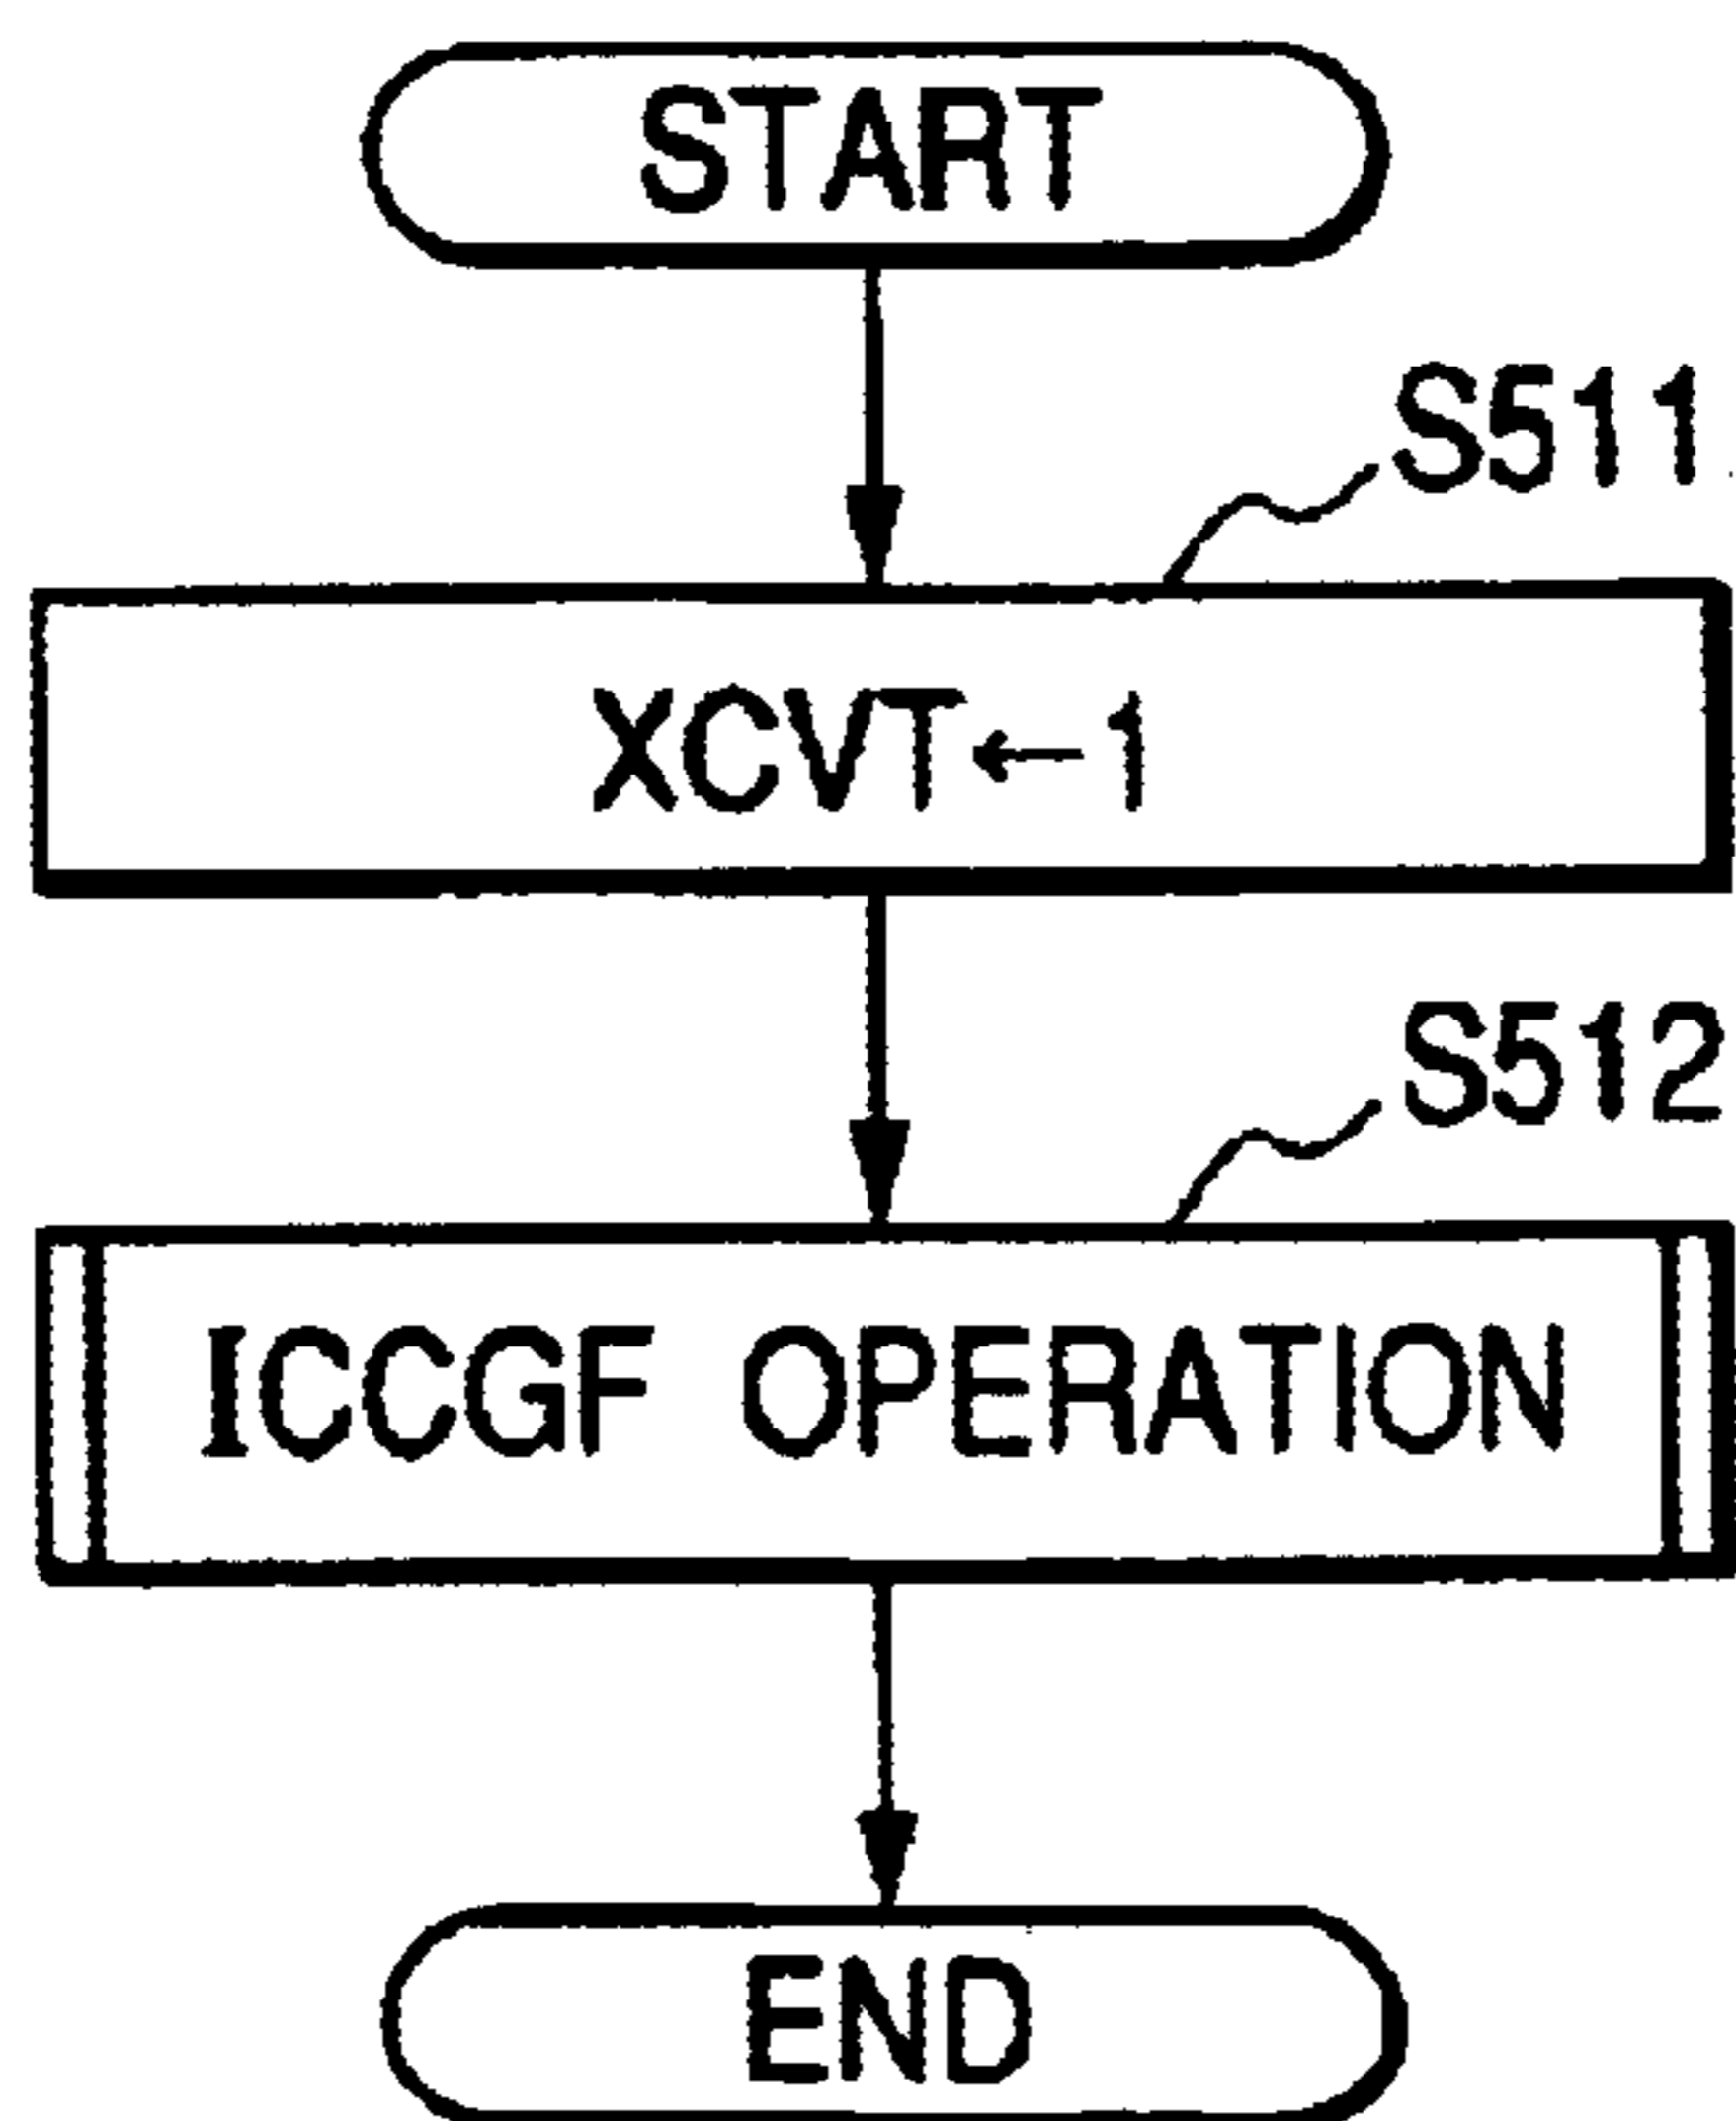 START
S511
XCVT←1
S512
ICCGF OPERATION
END